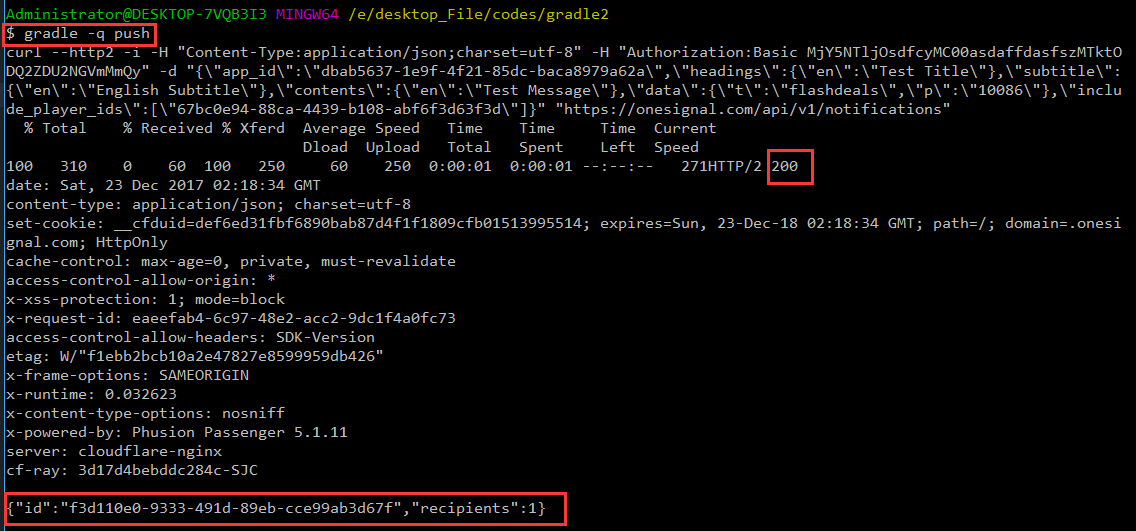 Administrator@DESKTOP-7VQB3I3 MINGW64 /e/desktop_File/codes/gradle2
$ gradle -q push
curl --http2 -i -H "Content-Type:application/json;charset=utf-8" -H "Authorization:Basic MjY5NTljOsdfcyMC00asdaffdasfszMTktO
DQ2ZDU2NGVmMmQy" -d "{\"app_id\":\"dbab5637-1e9f-4f21-85dc-baca8979a62a\",\"headings\":{\"en\":\"Test Title\"},\"subtitle\":
{\"en\":\"English Subtitle\"},\"contents\":{\"en\":\"Test Message\"},\"data\":{\"t\":\"flashdeals\",\"p\":\"10086\"},\"inclu
de_player_ids\":[\"67bc0e94-88ca-4439-b108-abf6f3d63f3d\"]}" "https://onesignal.com/api/v1/notifications"
% Total % Received % Xferd Average Speed Time Time Time Current
Dload Upload Total Spent Left Speed
100 310 0 60 100 250 60 250 0:00:01 0:00:01 --:--:-- 271HTTP/2 200
date: Sat, 23 Dec 2017 02:18:34 GMT
content-type: application/json; charset=utf-8
set-cookie: __cfduid=def6ed31fbf6890bab87d4f1f1809cfb01513995514; expires=Sun, 23-Dec-18 02:18:34 GMT; path=/; domain=.onesi
gnal.com; HttpOnly
cache-control: max-age=0, private, must-revalidate
access-control-allow-origin: *
x-xss-protection: 1; mode=block
x-request-id: eaeefab4-6c97-48e2-acc2-9dc1f4a0fc73
access-control-allow-headers: SDK-Version
etag: W/"f1ebb2bcb10a2e47827e8599959db426"
x-frame-options: SAMEORIGIN
x-runtime: 0.032623
x-content-type-options: nosniff
x-powered-by: Phusion Passenger 5.1.11
server: cloudflare-nginx
cf-ray: 3d17d4bebddc284c-SJC
{"id":"f3d110e0-9333-491d-89eb-cce99ab3d67f","recipients":1}